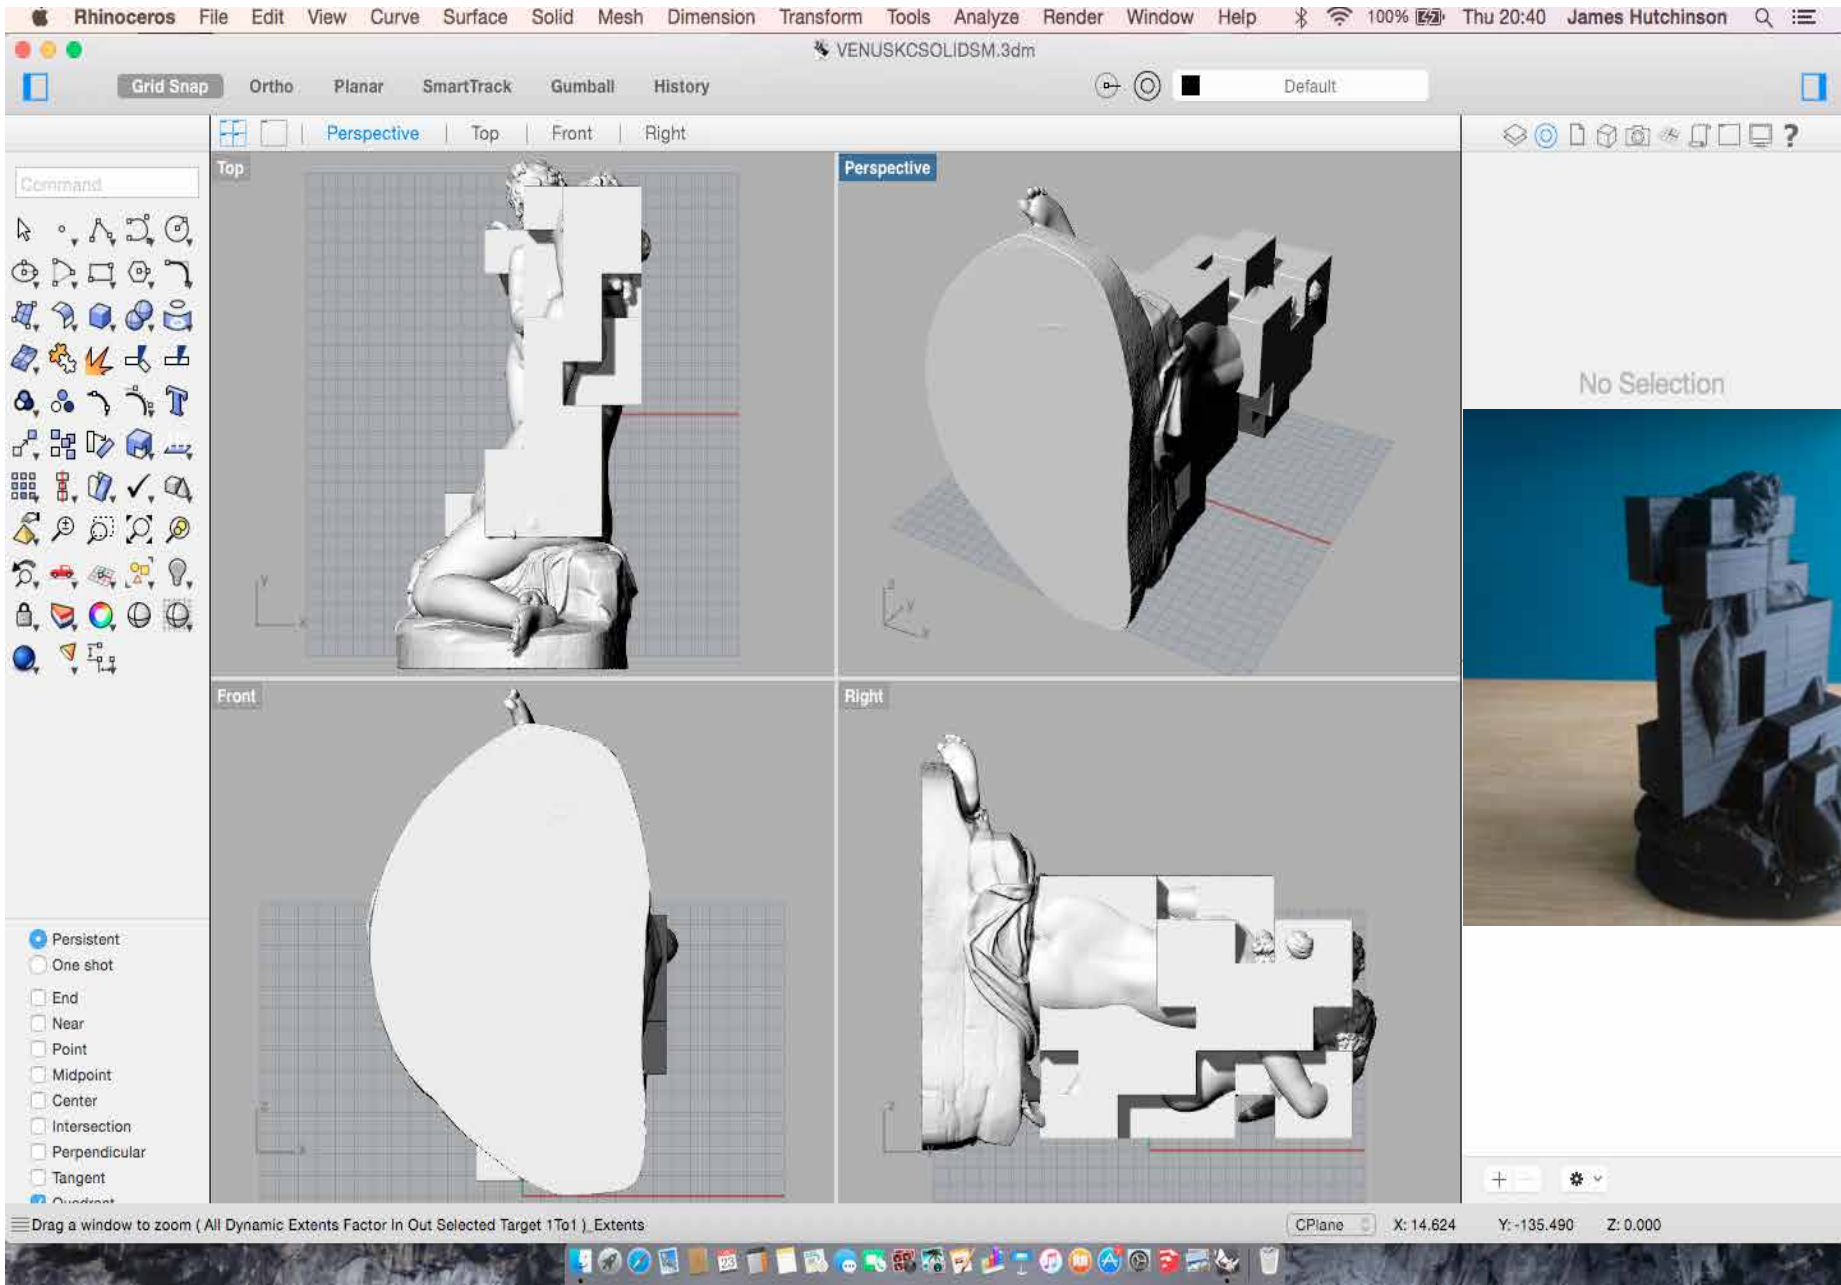 Rhinoceros File Edit View Curve Surface Solid Mesh Dimension Transform Tools Analyze Render Window Help 100% Thu 20:40 James Hutchinson
VENUSKCSOLIDSM.3dm
Grid Snap Ortho Planar SmartTrack Gumball History Default
Perspective | Top | Front | Right
?
Command
Top
Perspective
No Selection
Front
Right
Persistent
One shot
End
Near
Point
Midpoint
Center
Intersection
Perpendicular
Tangent
Quadrant
Drag a window to zoom ( All Dynamic Extents Factor In Out Selected Target 1To1 )_Extents
CPlane X: 14.624 Y: -135.490 Z: 0.000
23